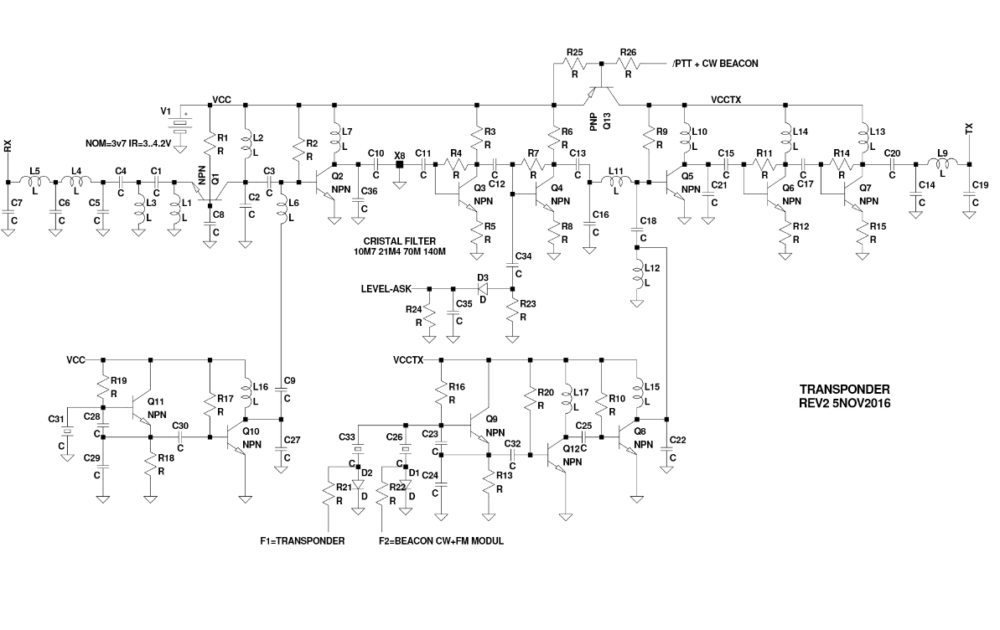 R25
R
R26
R
/PTT + CW BEACON
PNP
Q13
V1
+
NOM=3v7 IR=3..4.2V
VCC
VCCTX
RX
TX
R1
R
L2
L
R2
R
L7
L
R3
R
R6
R
R9
R
L10
L
L14
L
L13
L
L5
L
L4
L
C4
C
C1
C
NPN
Q1
C3
C
Q2
NPN
C10
C
X8
C11
C
R4
R
C12
C
R7
R
C13
C
L11
L
Q5
NPN
C15
C
R11
R
C17
C
R14
R
C20
C
L9
L
C7
C
C6
C
C5
C
L3
L
L1
L
C8
C
C2
C
L6
L
C36
C
Q3
NPN
Q4
NPN
C16
C
C18
C
C21
C
Q6
NPN
Q7
NPN
C14
C
C19
C
R5
R
R8
R
R12
R
R15
R
CRISTAL FILTER
10M7 21M4 70M 140M
C34
C
L12
L
LEVEL-ASK
D3
D
R24
R
C35
C
R23
R
VCC
R19
R
Q11
NPN
R17
R
L16
L
C9
C
C31
C
C28
C
C30
C
Q10
NPN
C27
C
C29
C
R18
R
VCCTX
R16
R
Q9
NPN
R20
R
L17
L
R10
R
L15
L
C33
C
C26
C
C23
C
C32
C
Q12
NPN
C25
C
Q8
NPN
C22
C
R21
R
D2
D
R22
R
D1
D
C24
C
R13
R
F1=TRANSPONDER
F2=BEACON CW+FM MODUL
TRANSPONDER
REV2 5NOV2016